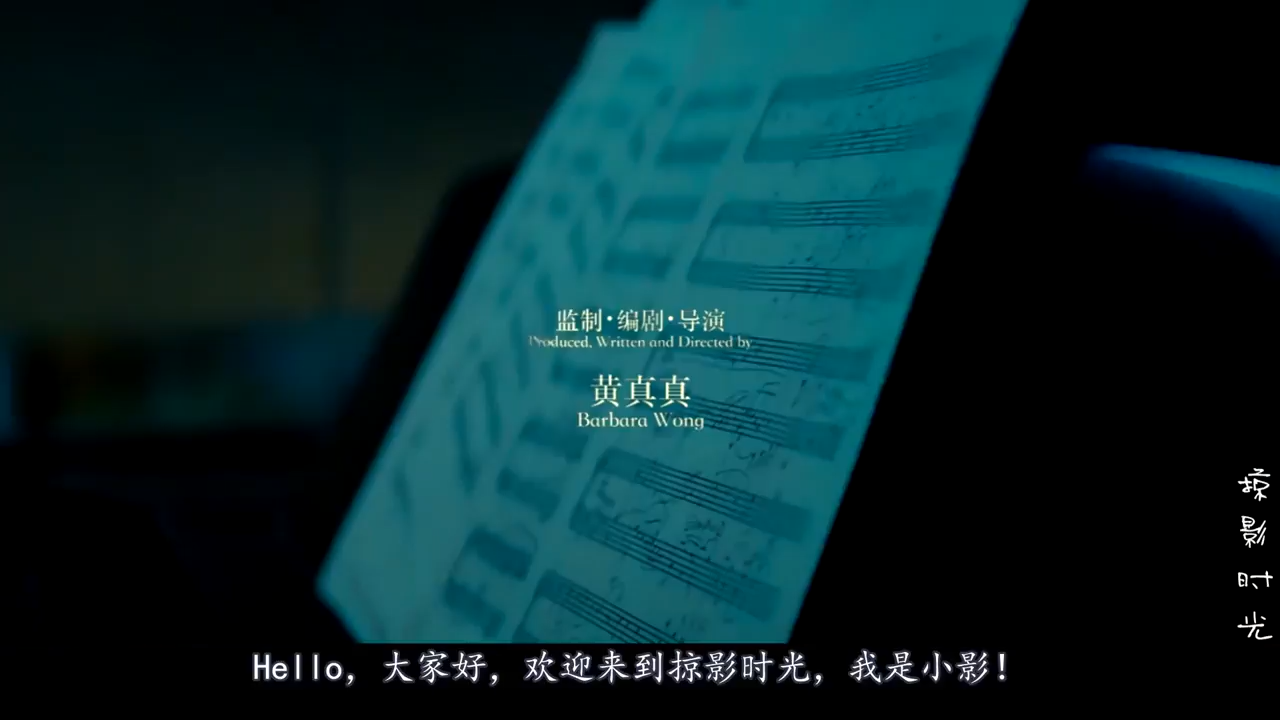 监制·编剧·导演
Produced, Written and Directed by
黄真真
Barbara Wong
掠影时光
Hello, 大家好, 欢迎来到掠影时光, 我是小影!